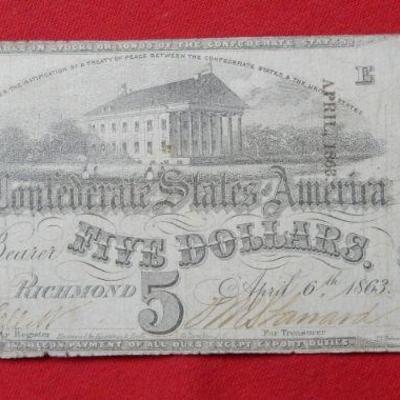 ABLE IN STOCKS OR BONDS OF THE CONFEDERATE STATES
THE RATIFICATION OF A TREATY OF PEACE BETWEEN THE CONFEDERATE STATES & THE UNITED STATES
E
APRIL, 1863
Confederate States of America
Bearer
FIVE DOLLARS.
RICHMOND 5 April 6th 1863.
Register For Treasurer
PAYMENT OF ALL DUES EXCEPT EXPORT DUTIES